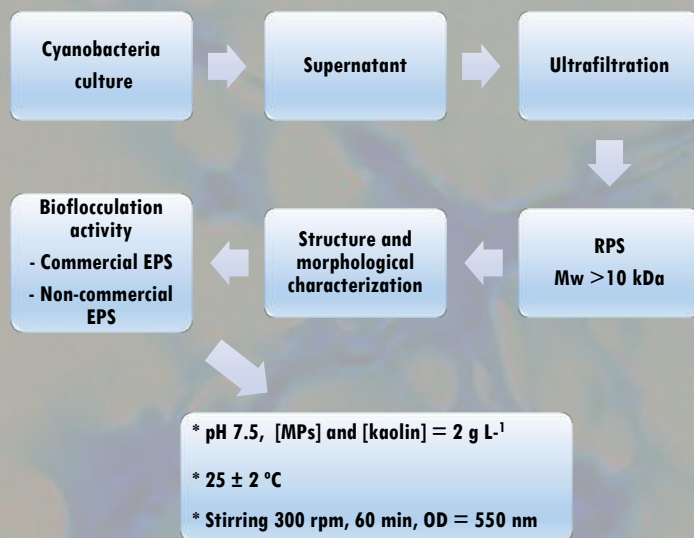 Cyanobacteria
culture
Supernatant
Ultrafiltration
RPS
Mw >10 kDa
Structure and
morphological
characterization
Bioflocculation
activity
- Commercial EPS
- Non-commercial
EPS
* pH 7.5, [MPs] and [kaolin] = 2 g L-¹
* 25 ± 2 ºC
* Stirring 300 rpm, 60 min, OD = 550 nm